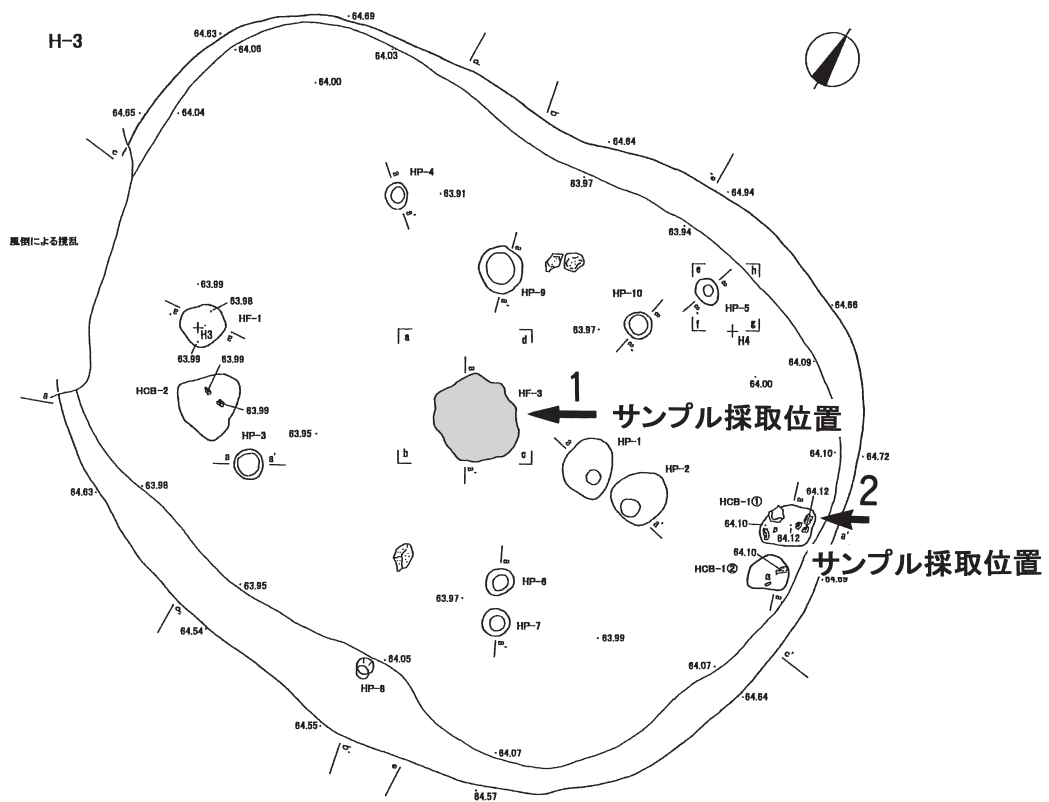 H-3
64.69
64.63
64.06
64.03
64.00
64.65
64.04
64.64
63.97
64.94
HP-4
63.91
63.94
風倒による撹乱
e h
HP-5
f g
H4
HP-9
HP-10
63.97
64.66
63.99
63.98
HF-1
H3
63.99
63.99
HCB-2
63.99
a d
64.09
64.00
HF-3
1
サンプル採取位置
b c
HP-3
a a'
63.95
HP-1
HP-2
64.10
64.72
64.63
63.98
HCB-1①
64.12
2
64.10
64.12
a'
64.10
HCB-1②
サンプル採取位置
64.69
63.95
HP-6
63.97
HP-7
63.99
64.54
64.05
HP-8
64.07
64.64
c'
64.55
b'
64.07
64.57